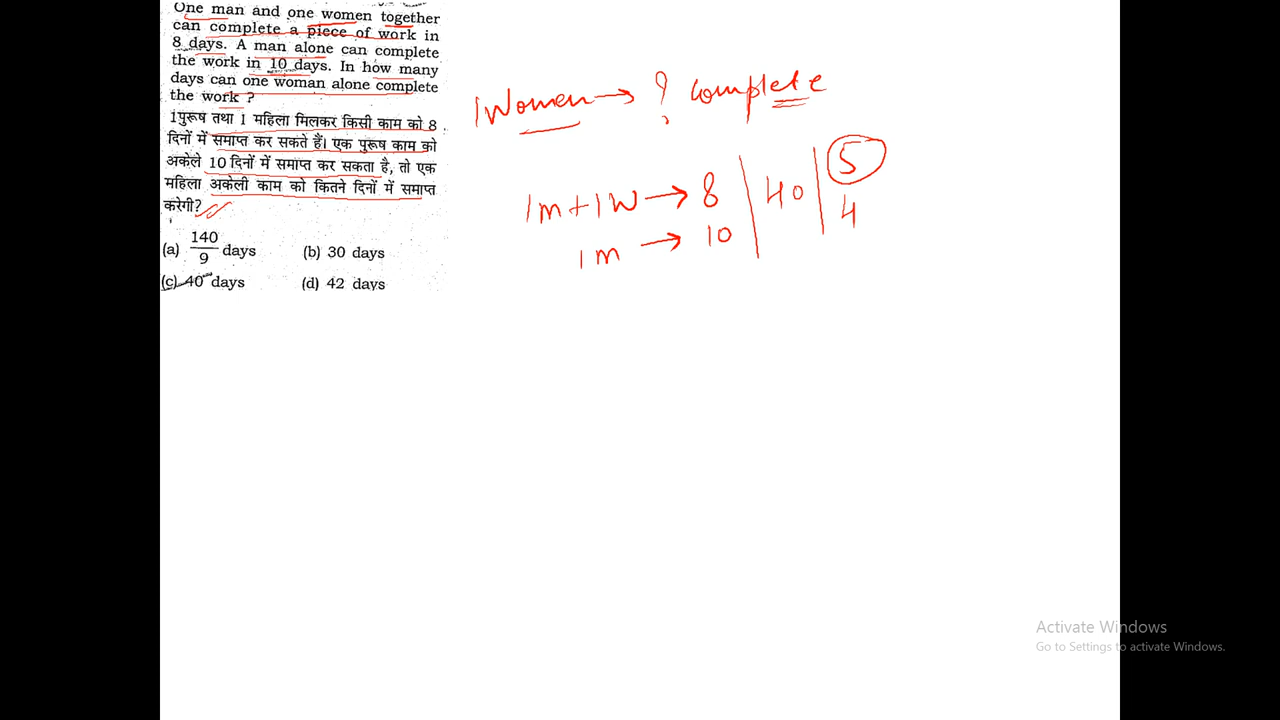 One man and one women together
can complete a piece of work in
8 days. A man alone can complete
the work in 10 days. In how many
days can one woman alone complete
the work ?
1पुरूष तथा 1 महिला मिलकर किसी काम को 8
दिनों में समाप्त कर सकते हैं। एक पुरूष काम को
अकेले 10 दिनों में समाप्त कर सकता है, तो एक
महिला अकेली काम को कितने दिनों में समाप्त
करेगी?
(a) 140/9 days (b) 30 days
(c) 40 days (d) 42 days
1 Women → ? complete
1m + 1W → 8 | 40 | 5
1m → 10 | 4
Activate Windows
Go to Settings to activate Windows.